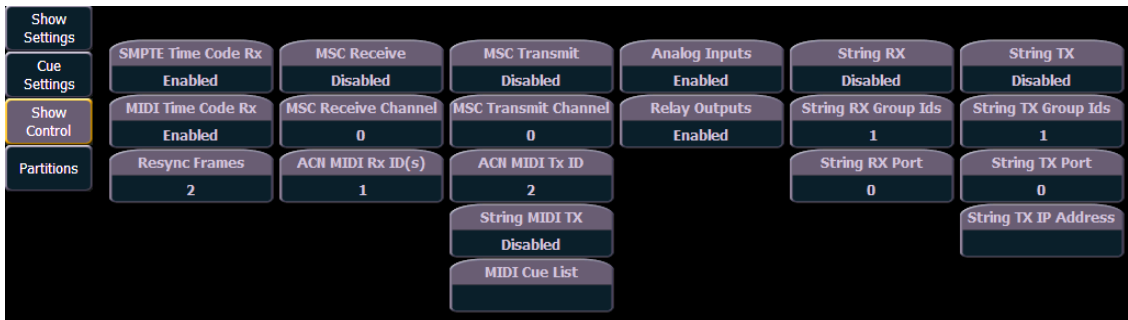 Show
Settings
Cue
Settings
Show
Control
Partitions
SMPTE Time Code Rx
Enabled
MIDI Time Code Rx
Enabled
Resync Frames
2
MSC Receive
Disabled
MSC Receive Channel
0
ACN MIDI Rx ID(s)
1
MSC Transmit
Disabled
MSC Transmit Channel
0
ACN MIDI Tx ID
2
String MIDI TX
Disabled
MIDI Cue List
Analog Inputs
Enabled
Relay Outputs
Enabled
String RX
Disabled
String RX Group Ids
1
String RX Port
0
String TX
Disabled
String TX Group Ids
1
String TX Port
0
String TX IP Address